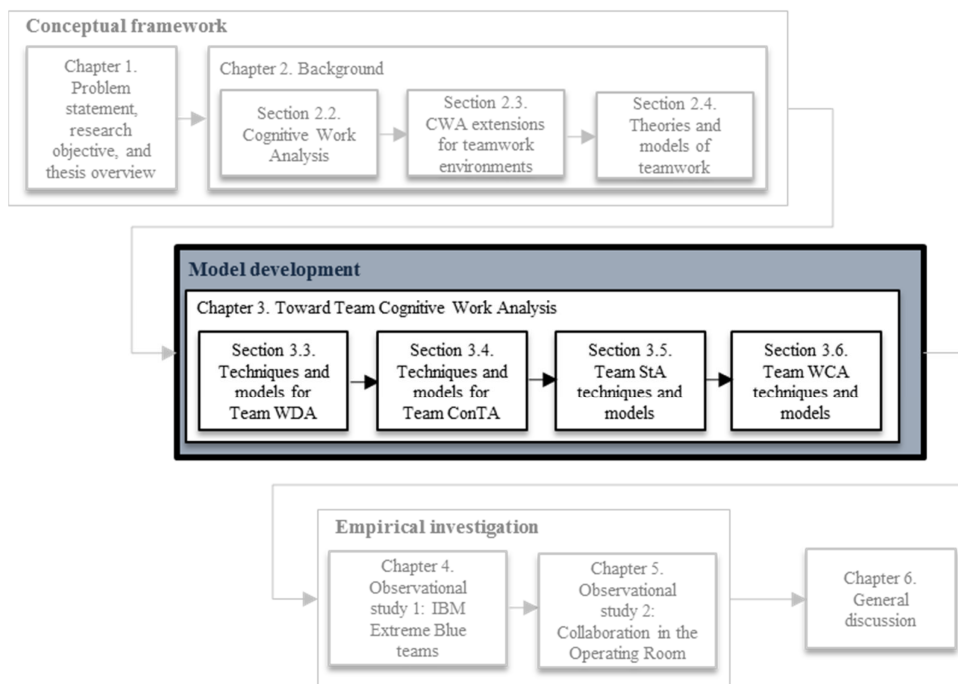 Conceptual framework
Chapter 1.
Problem
statement,
research
objective, and
thesis overview
Chapter 2. Background
Section 2.2.
Cognitive Work
Analysis
Section 2.3.
CWA extensions
for teamwork
environments
Section 2.4.
Theories and
models of
teamwork
Model development
Chapter 3. Toward Team Cognitive Work Analysis
Section 3.3.
Techniques and
models for
Team WDA
Section 3.4.
Techniques and
models for
Team ConTA
Section 3.5.
Team StA
techniques and
models
Section 3.6.
Team WCA
techniques and
models
Empirical investigation
Chapter 4.
Observational
study 1: IBM
Extreme Blue
teams
Chapter 5.
Observational
study 2:
Collaboration in the
Operating Room
Chapter 6.
General
discussion